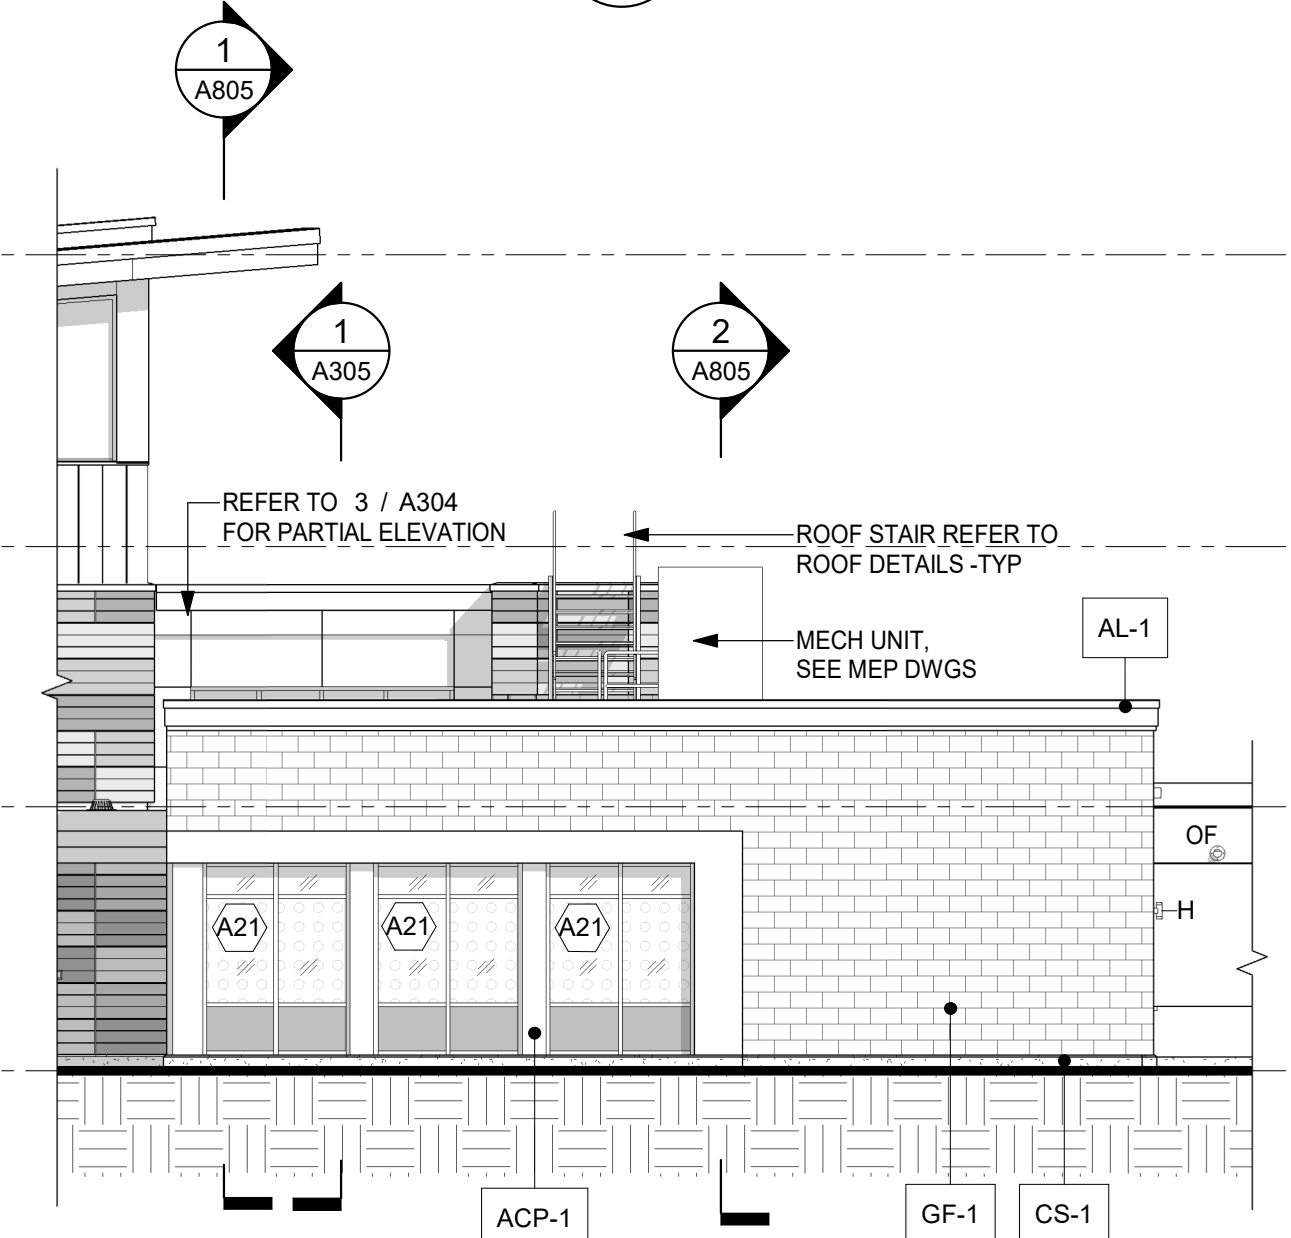 1
A805
1
A305
2
A805
REFER TO 3 / A304
FOR PARTIAL ELEVATION
ROOF STAIR REFER TO
ROOF DETAILS -TYP
MECH UNIT,
SEE MEP DWGS
AL-1
OF
H
A21
A21
A21
ACP-1
GF-1
CS-1